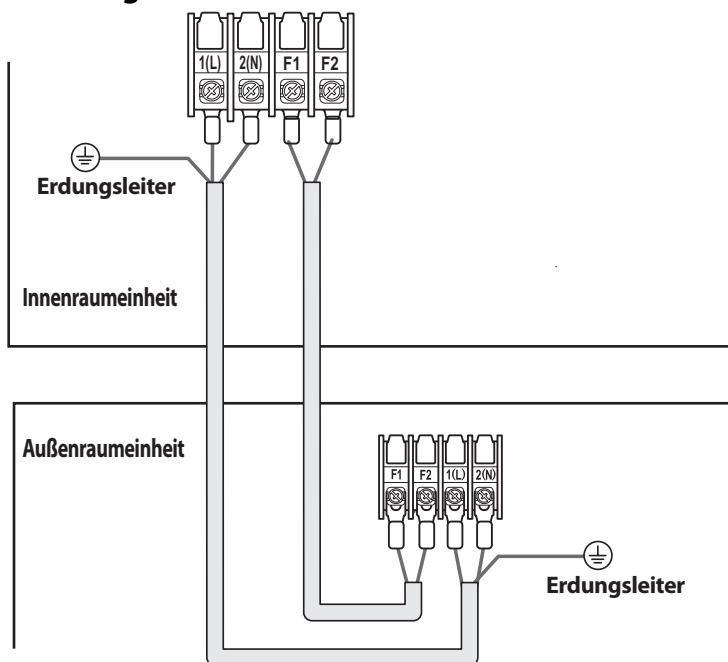 1(L) 2(N) F1 F2
Erdungsleiter
Innenraumeinheit
Außenraumeinheit
F1 F2 1(L) 2(N)
Erdungsleiter